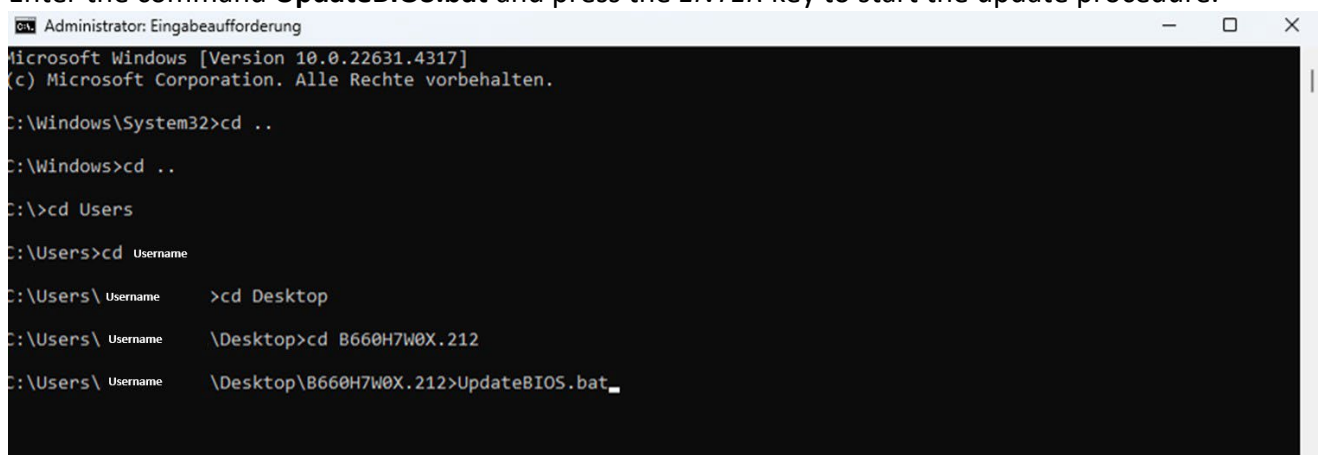 Enter the command UpdateBIOS.bat and press the ENTER key to start the update procedure.
Administrator: Eingabeaufforderung
Microsoft Windows [Version 10.0.22631.4317]
(c) Microsoft Corporation. Alle Rechte vorbehalten.
C:\Windows\System32>cd ..
C:\Windows>cd ..
C:\>cd Users
C:\Users>cd Username
C:\Users\ Username >cd Desktop
C:\Users\ Username \Desktop>cd B660H7W0X.212
C:\Users\ Username \Desktop\B660H7W0X.212>UpdateBIOS.bat